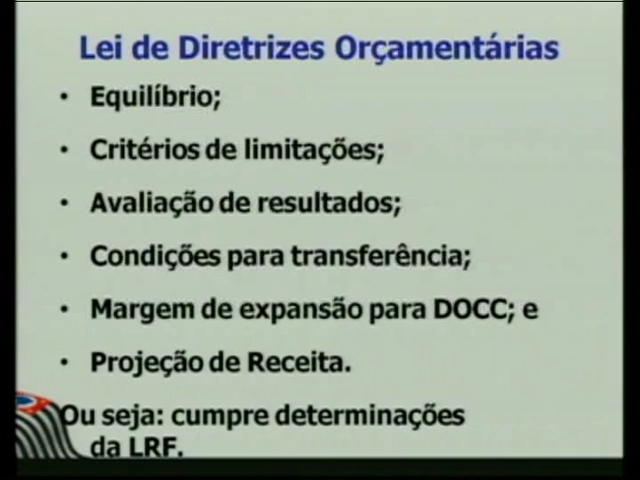 Lei de Diretrizes Orçamentárias
• Equilíbrio;
• Critérios de limitações;
• Avaliação de resultados;
• Condições para transferência;
• Margem de expansão para DOCC; e
• Projeção de Receita.
Ou seja: cumpre determinações
da LRF.